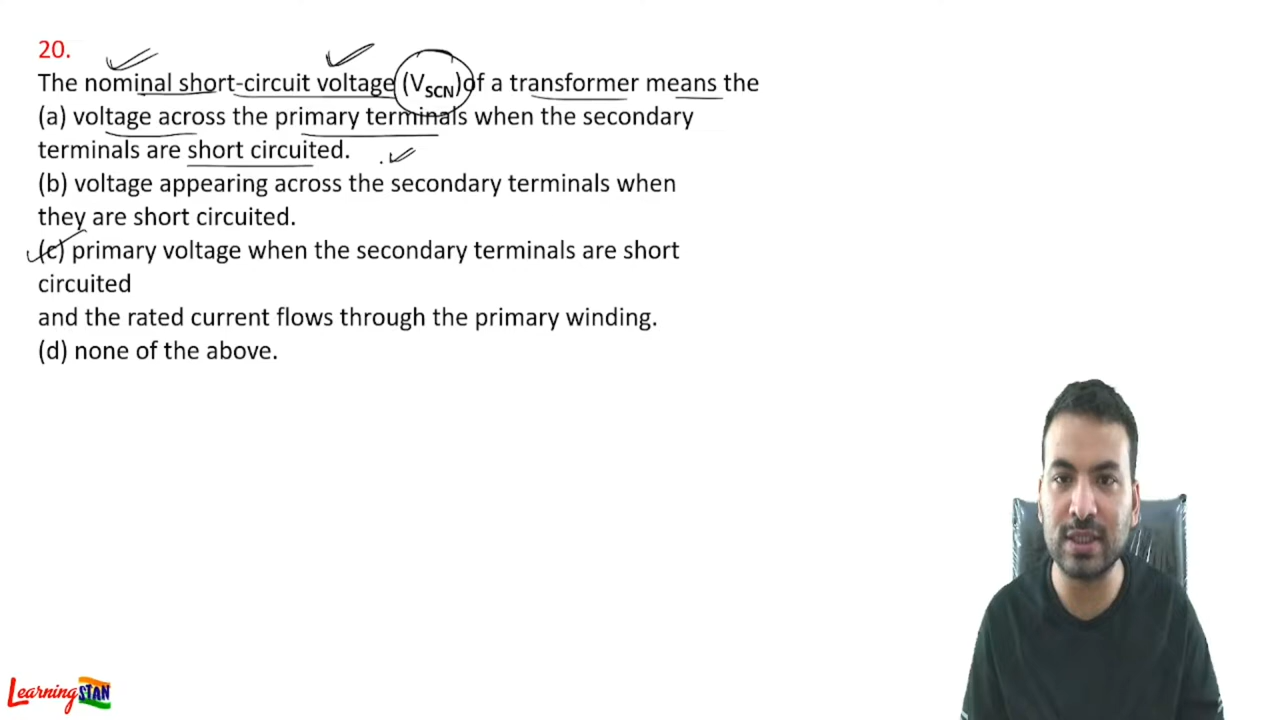 20.
The nominal short-circuit voltage (VSCN)of a transformer means the
(a) voltage across the primary terminals when the secondary
terminals are short circuited.
(b) voltage appearing across the secondary terminals when
they are short circuited.
(c) primary voltage when the secondary terminals are short
circuited
and the rated current flows through the primary winding.
(d) none of the above.
Learning STAN